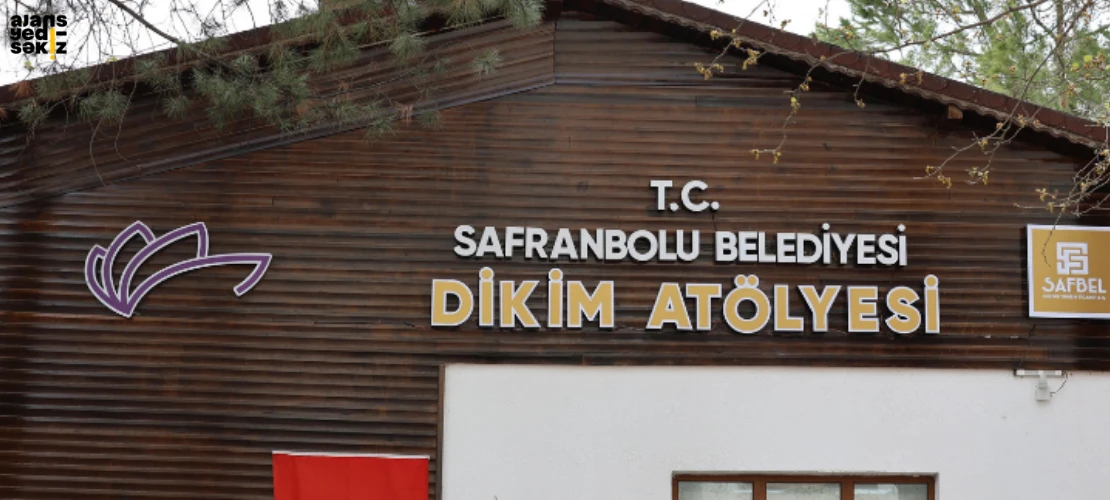 ajans
yedi
sekiz
T.C.
SAFRANBOLU BELEDİYESİ
DİKİM ATÖLYESİ
SAFBEL